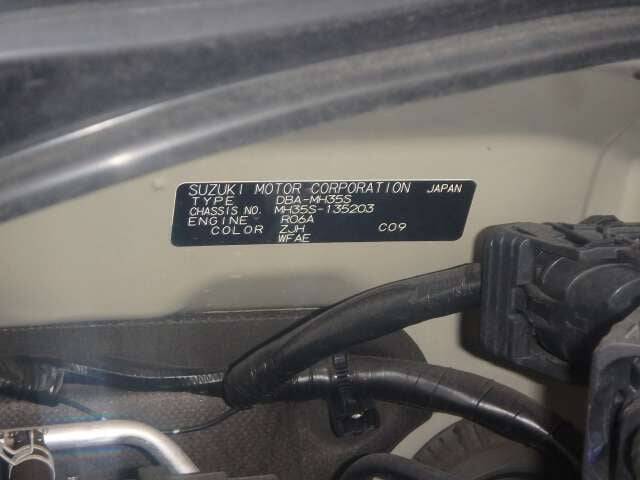 SUZUKI MOTOR CORPORATION JAPAN
TYPE DBA-MH35S
CHASSIS NO. MH35S-135203
ENGINE R06A
COLOR ZJH C09
WFAE